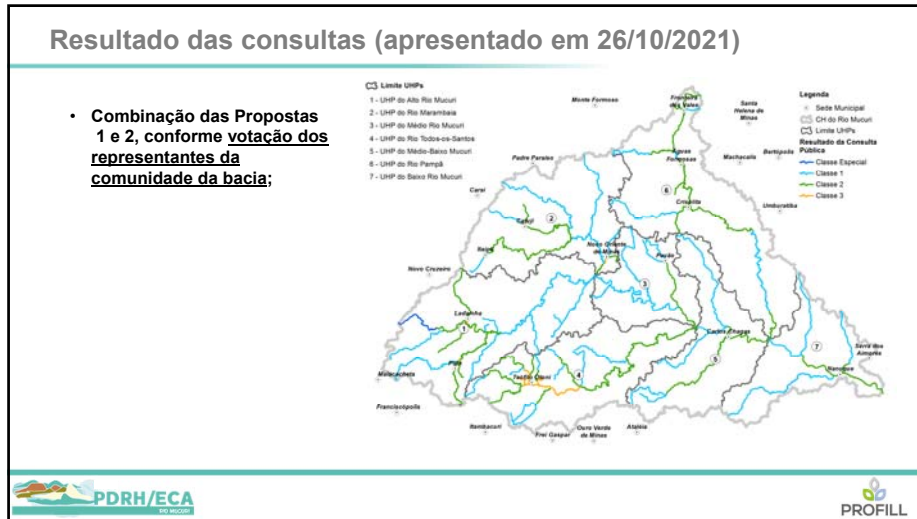 Resultado das consultas (apresentado em 26/10/2021)
• Combinação das Propostas
1 e 2, conforme votação dos
representantes da
comunidade da bacia;
Limite UHPs
1 - UHP do Alto Rio Mucuri
2 - UHP do Rio Marambaia
3 - UHP do Médio Rio Mucuri
4 - UHP do Rio Todos-os-Santos
5 - UHP do Médio-Baixo Mucuri
6 - UHP do Rio Pampã
7 - UHP do Baixo Rio Mucuri
Legenda
Sede Municipal
CH do Rio Mucuri
Limite UHPs
Resultado da Consulta
Pública
Classe Especial
Classe 1
Classe 2
Classe 3
Monte Formoso
Fronteira
dos Vales
Santa
Helena de
Minas
Águas
Formosas
Machacalis
Bertópolis
Padre Paraíso
Crisólita
Umburatiba
6
Caraí
Catuji
2
Itaipé
Novo Oriente
de Minas
Pavão
Novo Cruzeiro
3
Ladainha
1
Carlos Chagas
7
Serra dos
Aimorés
Poté
5
Nanuque
Malacacheta
Teófilo Otoni
4
Franciscópolis
Itambacuri
Frei Gaspar
Ouro Verde
de Minas
Ataléia
PDRH/ECA
RIO MUCURI
PROFILL